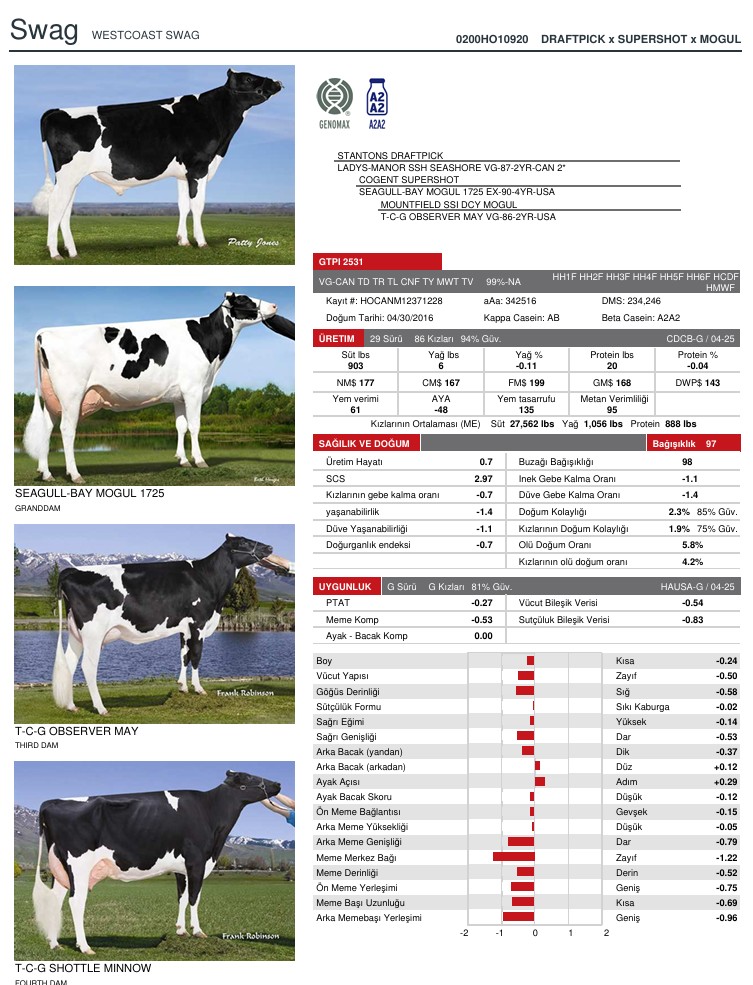 Swag WESTCOAST SWAG
0200HO10920 DRAFTPICK x SUPERSHOT x MOGUL
Patty Jones
GENOMAX
A2
A2
A2A2
STANTONS DRAFTPICK
LADYS-MANOR SSH SEASHORE VG-87-2YR-CAN 2*
COGENT SUPERSHOT
SEAGULL-BAY MOGUL 1725 EX-90-4YR-USA
MOUNTFIELD SSI DCY MOGUL
T-C-G OBSERVER MAY VG-86-2YR-USA
GTPI 2531
VG-CAN TD TR TL CNF TY MWT TV 99%-NA HH1F HH2F HH3F HH4F HH5F HH6F HCDF
HMWF
Kayıt #: HOCANM12371228 aAa: 342516 DMS: 234,246
Doğum Tarihi: 04/30/2016 Kappa Casein: AB Beta Casein: A2A2
ÜRETIM 29 Sürü 86 Kızları 94% Güv. CDCB-G / 04-25
Süt lbs Yağ lbs Yağ % Protein lbs Protein %
903 6 -0.11 20 -0.04
NM$ 177 CM$ 167 FM$ 199 GM$ 168 DWP$ 143
Yem verimi AYA Yem tasarrufu Metan Verimliliği
61 -48 135 95
Kızlarının Ortalaması (ME) Süt 27,562 lbs Yağ 1,056 lbs Protein 888 lbs
SAĞILIK VE DOĞUM Bağışıklık 97
Üretim Hayatı 0.7 Buzağı Bağışıklığı 98
SCS 2.97 Inek Gebe Kalma Oranı -1.1
Kızlarının gebe kalma oranı -0.7 Düve Gebe Kalma Oranı -1.4
yaşanabilirlik -1.4 Doğum Kolaylığı 2.3% 85% Güv.
Düve Yaşanabilirliği -1.1 Kızlarının Doğum Kolaylığı 1.9% 75% Güv.
Doğurganlık endeksi -0.7 Olü Doğum Oranı 5.8%
Kızlarının olü doğum oranı 4.2%
UYGUNLUK G Sürü G Kızları 81% Güv. HAUSA-G / 04-25
PTAT -0.27 Vücut Bileşik Verisi -0.54
Meme Komp -0.53 Sutçuluk Bileşik Verisi -0.83
Ayak - Bacak Komp 0.00
Boy Kısa -0.24
Vücut Yapısı Zayıf -0.50
Göğüs Derinliği Sığ -0.58
Sütçülük Formu Sıkı Kaburga -0.02
Sağrı Eğimi Yüksek -0.14
Sağrı Genişliği Dar -0.53
Arka Bacak (yandan) Dik -0.37
Arka Bacak (arkadan) Düz +0.12
Ayak Açısı Adım +0.29
Ayak Bacak Skoru Düşük -0.12
Ön Meme Bağlantısı Gevşek -0.15
Arka Meme Yüksekliği Düşük -0.05
Arka Meme Genişliği Dar -0.79
Meme Merkez Bağı Zayıf -1.22
Meme Derinliği Derin -0.52
Ön Meme Yerleşimi Geniş -0.75
Meme Başı Uzunluğu Kısa -0.69
Arka Memebaşı Yerleşimi Geniş -0.96
-2 -1 0 1 2
SEAGULL-BAY MOGUL 1725
GRANDDAM
Frank Robinson
T-C-G OBSERVER MAY
THIRD DAM
Frank Robinson
T-C-G SHOTTLE MINNOW
FOURTH DAM